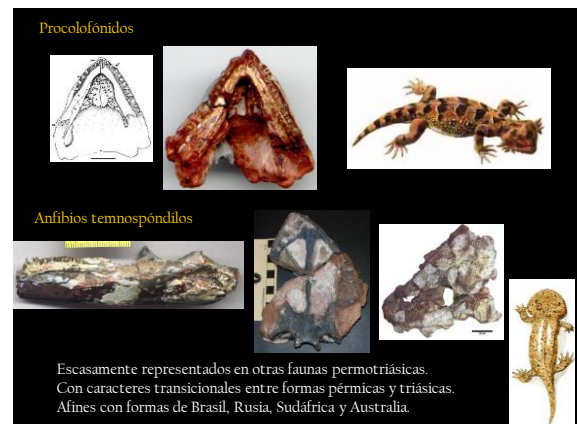 Procolofónidos
Anfibios temnospóndilos
Escasamente representados en otras faunas permotriásicas.
Con caracteres transicionales entre formas pérmicas y triásicas.
Afines con formas de Brasil, Rusia, Sudáfrica y Australia.